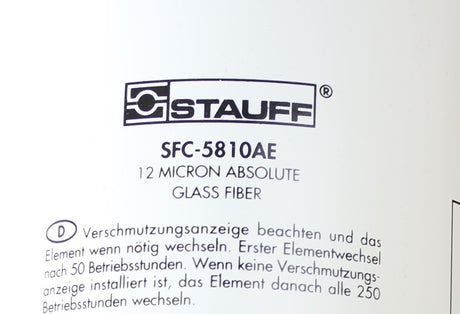 STAUFF®
SFC-5810AE
12 MICRON ABSOLUTE
GLASS FIBER
D Verschmutzungsanzeige beachten und das
Element wenn nötig wechseln. Erster Elementwechsel
nach 50 Betriebsstunden. Wenn keine Verschmutzungs-
anzeige installiert ist, das Element danach alle 250
Betriebsstunden wechseln.